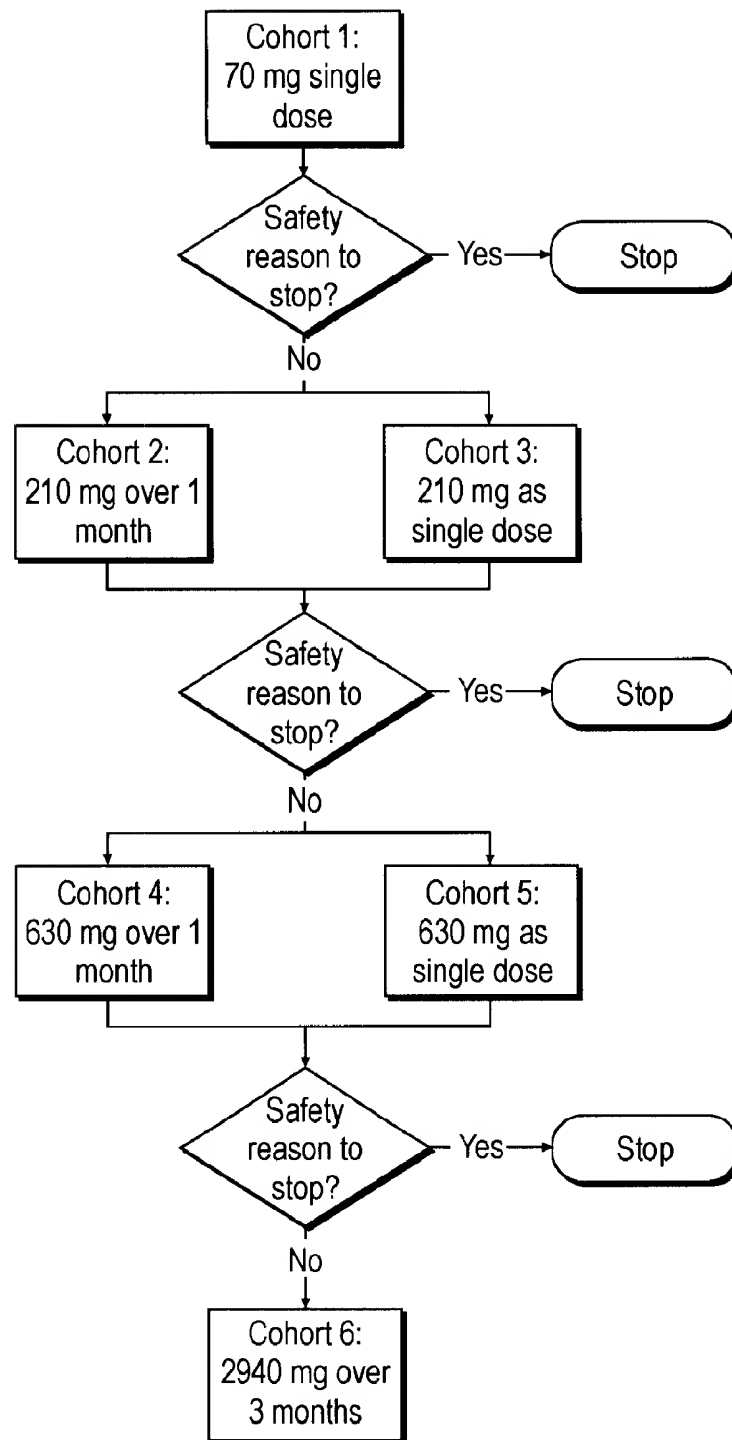 Cohort 1:
70 mg single
dose
Safety
reason to
stop?
Yes
Stop
No
Cohort 2:
210 mg over 1
month
Cohort 3:
210 mg as
single dose
Safety
reason to
stop?
Yes
Stop
No
Cohort 4:
630 mg over 1
month
Cohort 5:
630 mg as
single dose
Safety
reason to
stop?
Yes
Stop
No
Cohort 6:
2940 mg over
3 months